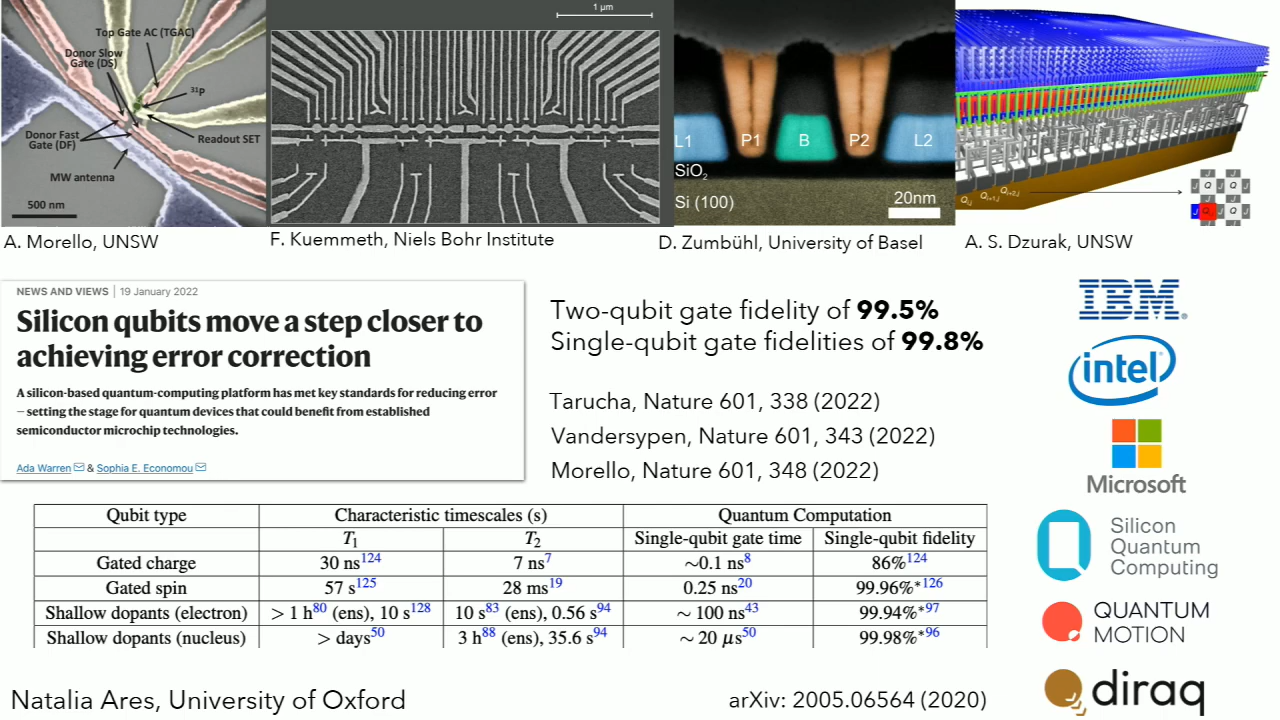 Top Gate AC (TGAC)
Donor Slow
Gate (DS)
³¹P
Donor Fast
Gate (DF)
Readout SET
MW antenna
500 nm
A. Morello, UNSW
1 µm
F. Kuemmeth, Niels Bohr Institute
L1 P1 B P2 L2
SiO₂
Si (100)
20nm
D. Zumbühl, University of Basel
Qi,j Qi+1,j Qi+2,j
J Q J Q J
J J
J Q J Q J
A. S. Dzurak, UNSW
NEWS AND VIEWS | 19 January 2022
Silicon qubits move a step closer to
achieving error correction
A silicon-based quantum-computing platform has met key standards for reducing error
– setting the stage for quantum devices that could benefit from established
semiconductor microchip technologies.
Ada Warren & Sophia E. Economou
Two-qubit gate fidelity of 99.5%
Single-qubit gate fidelities of 99.8%
Tarucha, Nature 601, 338 (2022)
Vandersypen, Nature 601, 343 (2022)
Morello, Nature 601, 348 (2022)
IBM®
intel
Microsoft
Silicon
Quantum
Computing
QUANTUM
MOTION
diraq
Qubit type Characteristic timescales (s) Quantum Computation
T₁ T₂ Single-qubit gate time Single-qubit fidelity
Gated charge 30 ns¹²⁴ 7 ns⁷ ~0.1 ns⁸ 86%¹²⁴
Gated spin 57 s¹²⁵ 28 ms¹⁹ 0.25 ns²⁰ 99.96%*¹²⁶
Shallow dopants (electron) > 1 h⁸⁰ (ens), 10 s¹²⁸ 10 s⁸³ (ens), 0.56 s⁹⁴ ~ 100 ns⁴³ 99.94%*⁹⁷
Shallow dopants (nucleus) > days⁵⁰ 3 h⁸⁸ (ens), 35.6 s⁹⁴ ~ 20 µs⁵⁰ 99.98%*⁹⁶
Natalia Ares, University of Oxford
arXiv: 2005.06564 (2020)